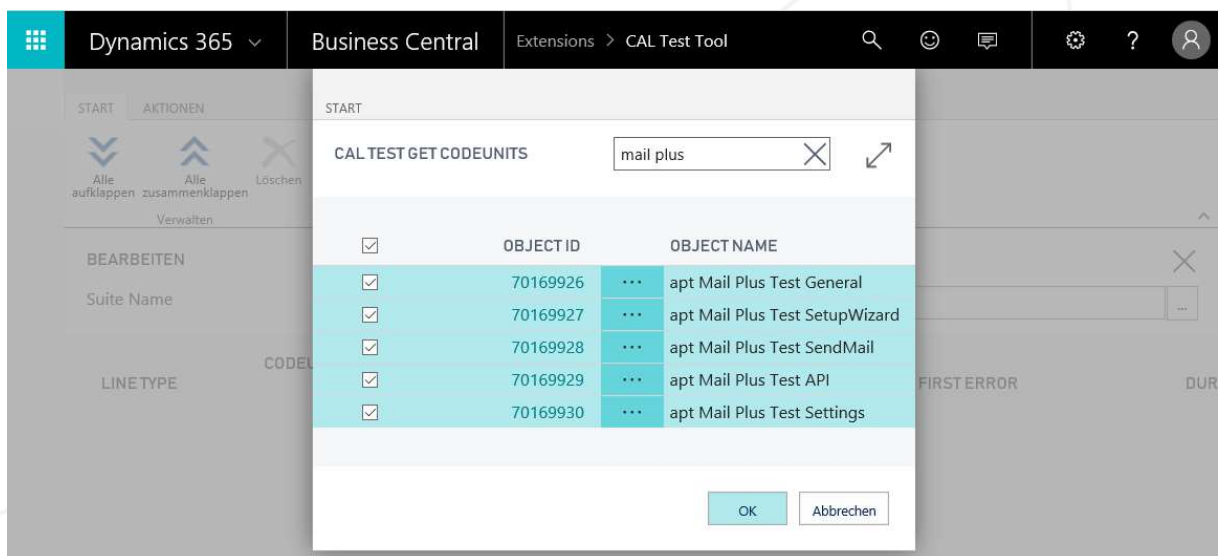 Dynamics 365 Business Central Extensions > CAL Test Tool ?
START AKTIONEN
Alle aufklappen
Alle zusammenklappen
Löschen
Verwalten
BEARBEITEN
Suite Name
...
LINE TYPE
CODEU
FIRST ERROR
DUR
START
CAL TEST GET CODEUNITS mail plus
OBJECT ID OBJECT NAME
70169926 ... apt Mail Plus Test General
70169927 ... apt Mail Plus Test SetupWizard
70169928 ... apt Mail Plus Test SendMail
70169929 ... apt Mail Plus Test API
70169930 ... apt Mail Plus Test Settings
OK Abbrechen